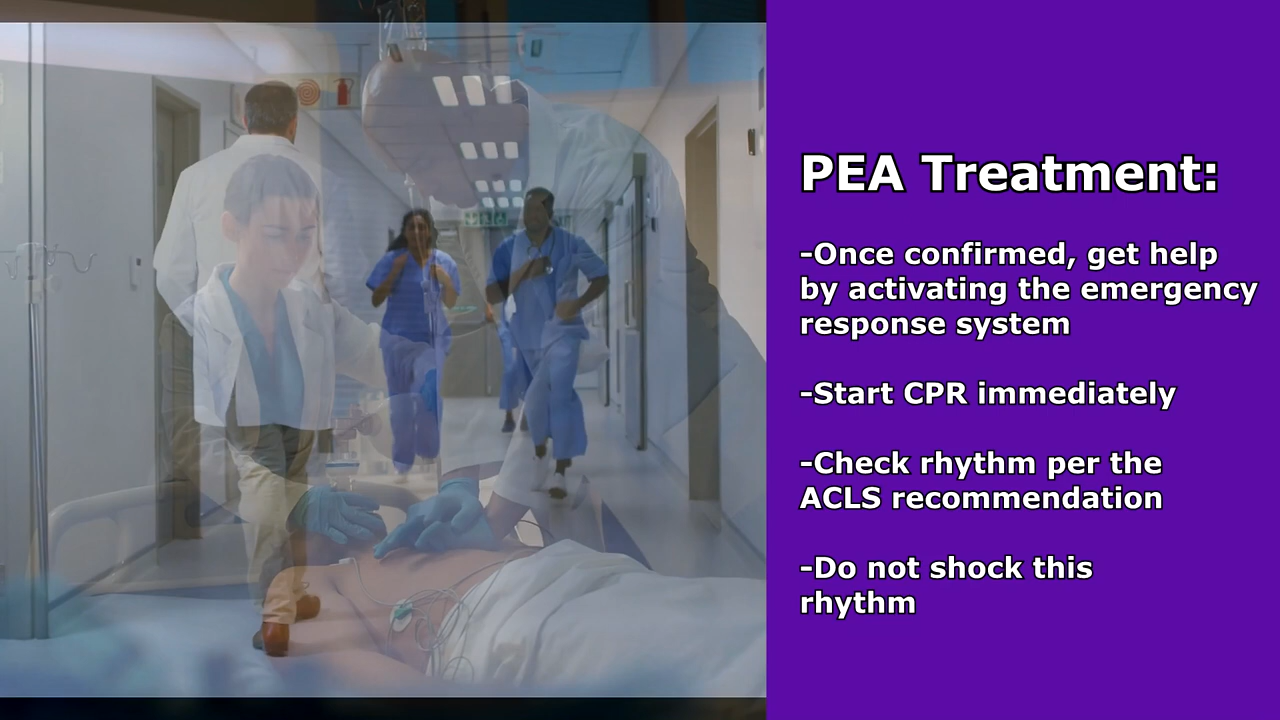 PEA Treatment:
-Once confirmed, get help
by activating the emergency
response system
-Start CPR immediately
-Check rhythm per the
ACLS recommendation
-Do not shock this
rhythm